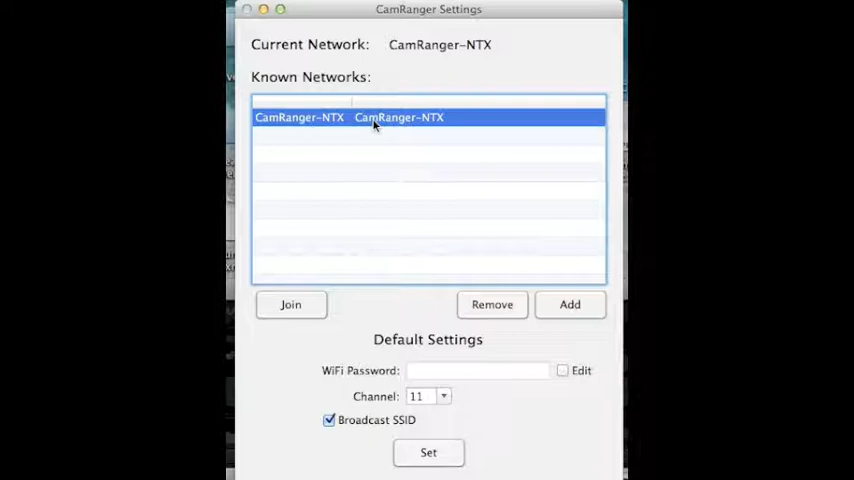 CamRanger Settings
Current Network: CamRanger-NTX
Known Networks:
CamRanger-NTX CamRanger-NTX
Join Remove Add
Default Settings
WiFi Password: Edit
Channel: 11
Broadcast SSID
Set